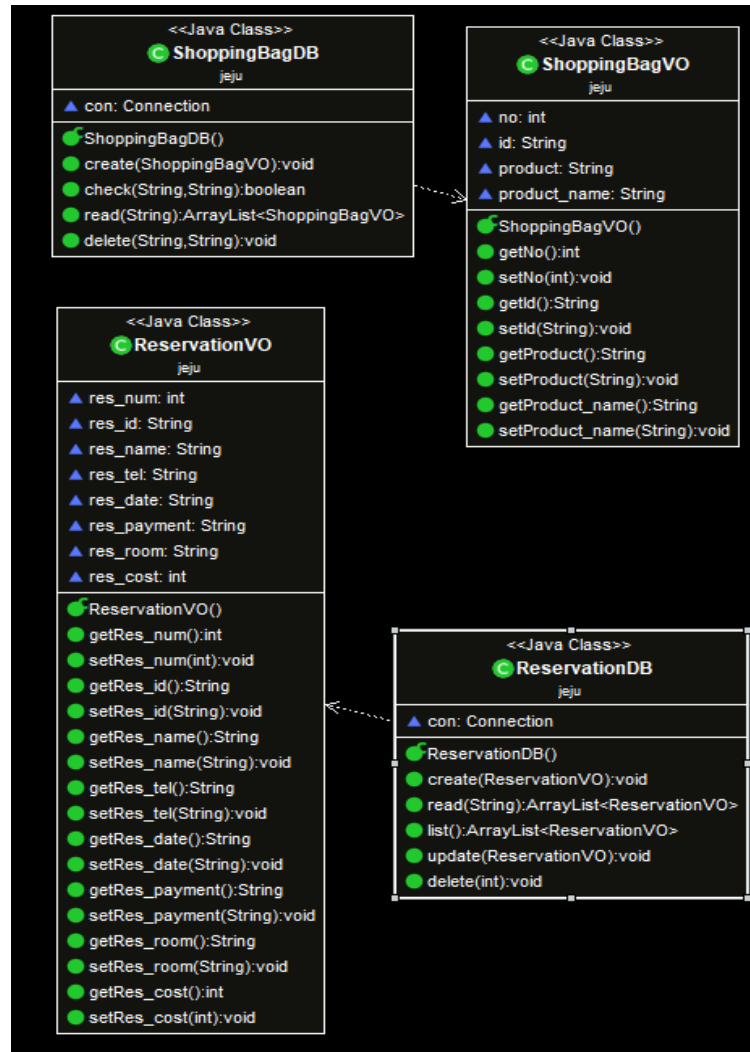 <<Java Class>>
ShoppingBagDB
jeju
con: Connection
ShoppingBagDB()
create(ShoppingBagVO):void
check(String,String):boolean
read(String):ArrayList<ShoppingBagVO>
delete(String,String):void
<<Java Class>>
ShoppingBagVO
jeju
no: int
id: String
product: String
product_name: String
ShoppingBagVO()
getNo():int
setNo(int):void
getId():String
setId(String):void
getProduct():String
setProduct(String):void
getProduct_name():String
setProduct_name(String):void
<<Java Class>>
ReservationVO
jeju
res_num: int
res_id: String
res_name: String
res_tel: String
res_date: String
res_payment: String
res_room: String
res_cost: int
ReservationVO()
getRes_num():int
setRes_num(int):void
getRes_id():String
setRes_id(String):void
getRes_name():String
setRes_name(String):void
getRes_tel():String
setRes_tel(String):void
getRes_date():String
setRes_date(String):void
getRes_payment():String
setRes_payment(String):void
getRes_room():String
setRes_room(String):void
getRes_cost():int
setRes_cost(int):void
<<Java Class>>
ReservationDB
jeju
con: Connection
ReservationDB()
create(ReservationVO):void
read(String):ArrayList<ReservationVO>
list():ArrayList<ReservationVO>
update(ReservationVO):void
delete(int):void